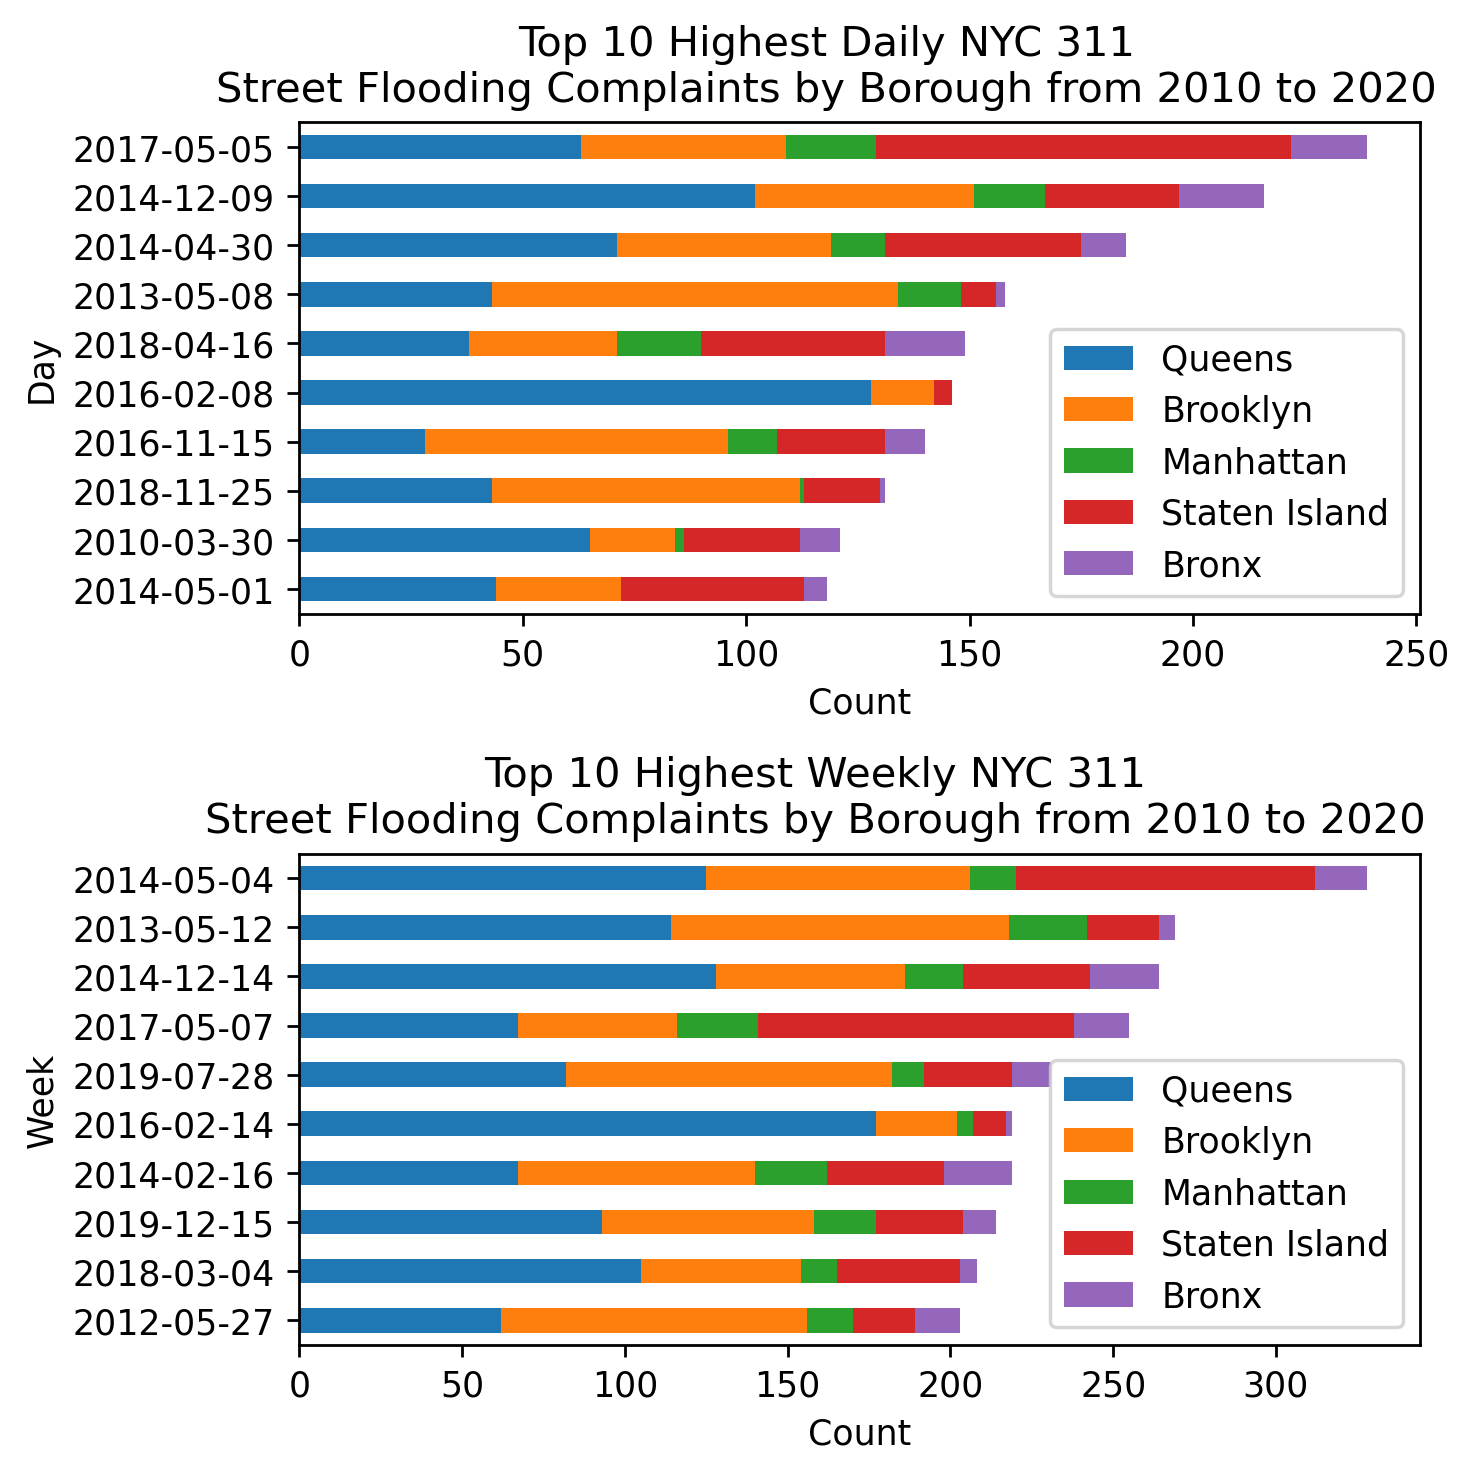 Top 10 Highest Daily NYC 311
Street Flooding Complaints by Borough from 2010 to 2020
Day
2017-05-05
2014-12-09
2014-04-30
2013-05-08
2018-04-16
2016-02-08
2016-11-15
2018-11-25
2010-03-30
2014-05-01
Queens
Brooklyn
Manhattan
Staten Island
Bronx
0 50 100 150 200 250
Count
Top 10 Highest Weekly NYC 311
Street Flooding Complaints by Borough from 2010 to 2020
Week
2014-05-04
2013-05-12
2014-12-14
2017-05-07
2019-07-28
2016-02-14
2014-02-16
2019-12-15
2018-03-04
2012-05-27
Queens
Brooklyn
Manhattan
Staten Island
Bronx
0 50 100 150 200 250 300
Count